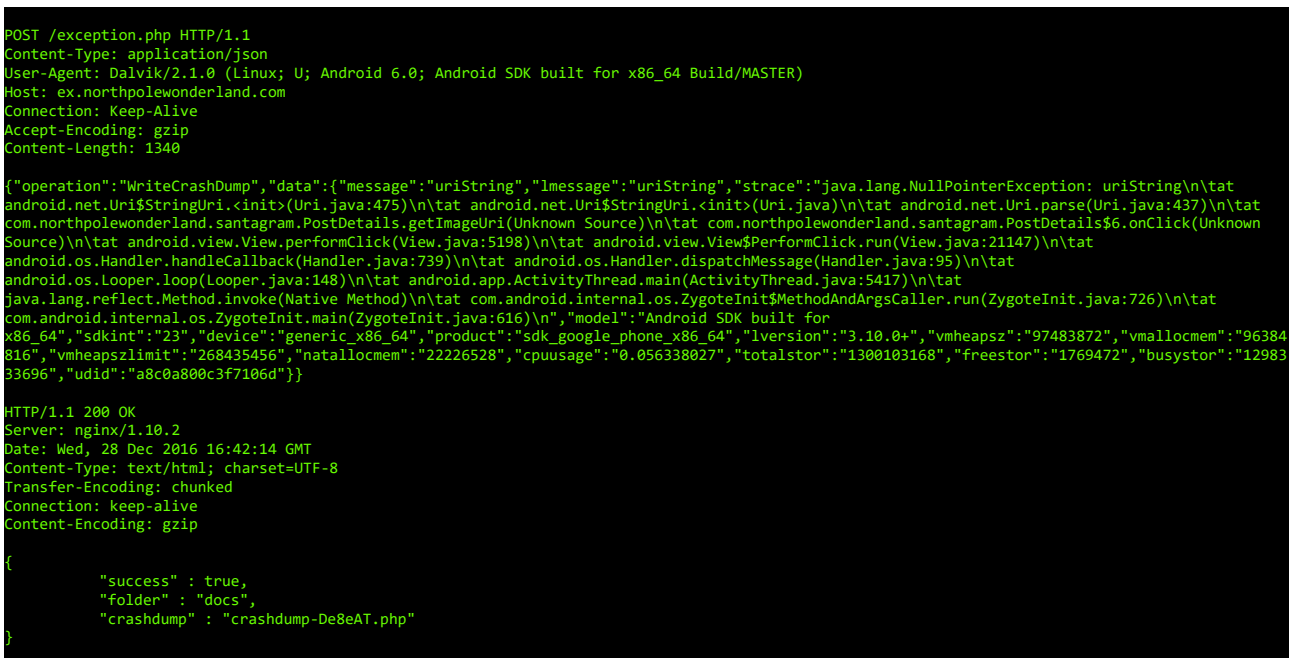 POST /exception.php HTTP/1.1
Content-Type: application/json
User-Agent: Dalvik/2.1.0 (Linux; U; Android 6.0; Android SDK built for x86_64 Build/MASTER)
Host: ex.northpolewonderland.com
Connection: Keep-Alive
Accept-Encoding: gzip
Content-Length: 1340
{"operation":"WriteCrashDump","data":{"message":"uriString","lmessage":"uriString","strace":"java.lang.NullPointerException: uriString\n\tat
android.net.Uri$StringUri.<init>(Uri.java:475)\n\tat android.net.Uri$StringUri.<init>(Uri.java)\n\tat android.net.Uri.parse(Uri.java:437)\n\tat
com.northpolewonderland.santagram.PostDetails.getImageUri(Unknown Source)\n\tat com.northpolewonderland.santagram.PostDetails$6.onClick(Unknown
Source)\n\tat android.view.View.performClick(View.java:5198)\n\tat android.view.View$PerformClick.run(View.java:21147)\n\tat
android.os.Handler.handleCallback(Handler.java:739)\n\tat android.os.Handler.dispatchMessage(Handler.java:95)\n\tat
android.os.Looper.loop(Looper.java:148)\n\tat android.app.ActivityThread.main(ActivityThread.java:5417)\n\tat
java.lang.reflect.Method.invoke(Native Method)\n\tat com.android.internal.os.ZygoteInit$MethodAndArgsCaller.run(ZygoteInit.java:726)\n\tat
com.android.internal.os.ZygoteInit.main(ZygoteInit.java:616)\n","model":"Android SDK built for
x86_64","sdkint":"23","device":"generic_x86_64","product":"sdk_google_phone_x86_64","lversion":"3.10.0+","vmheapsz":"97483872","vmallocmem":"96384
816","vmheapszlimit":"268435456","natallocmem":"22226528","cpuusage":"0.056338027","totalstor":"1300103168","freestor":"1769472","busystor":"12983
33696","udid":"a8c0a800c3f7106d"}}
HTTP/1.1 200 OK
Server: nginx/1.10.2
Date: Wed, 28 Dec 2016 16:42:14 GMT
Content-Type: text/html; charset=UTF-8
Transfer-Encoding: chunked
Connection: keep-alive
Content-Encoding: gzip
{
"success" : true,
"folder" : "docs",
"crashdump" : "crashdump-De8eAT.php"
}